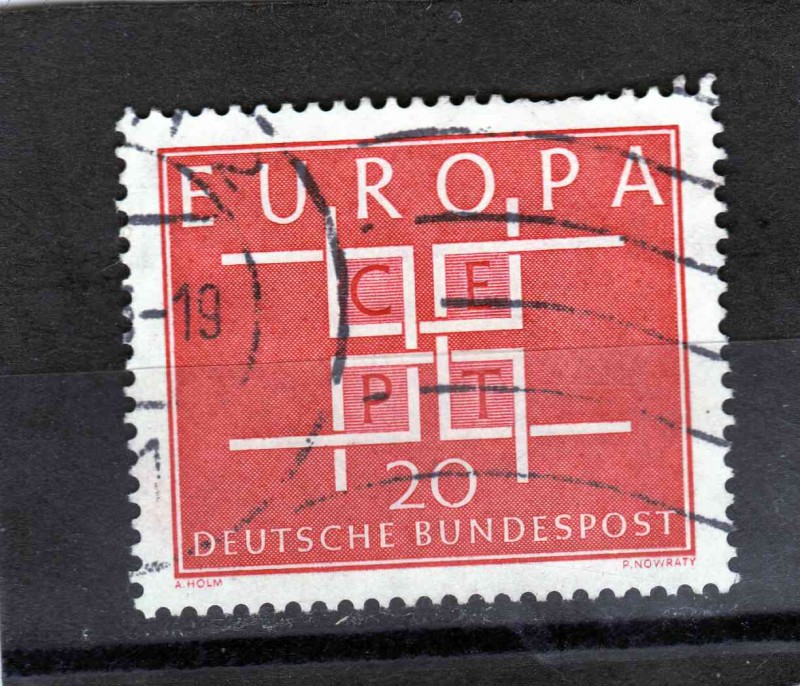 EUROPA
-19
C E
P T
20
DEUTSCHE BUNDESPOST
A. HOLM
P. NOWRATY